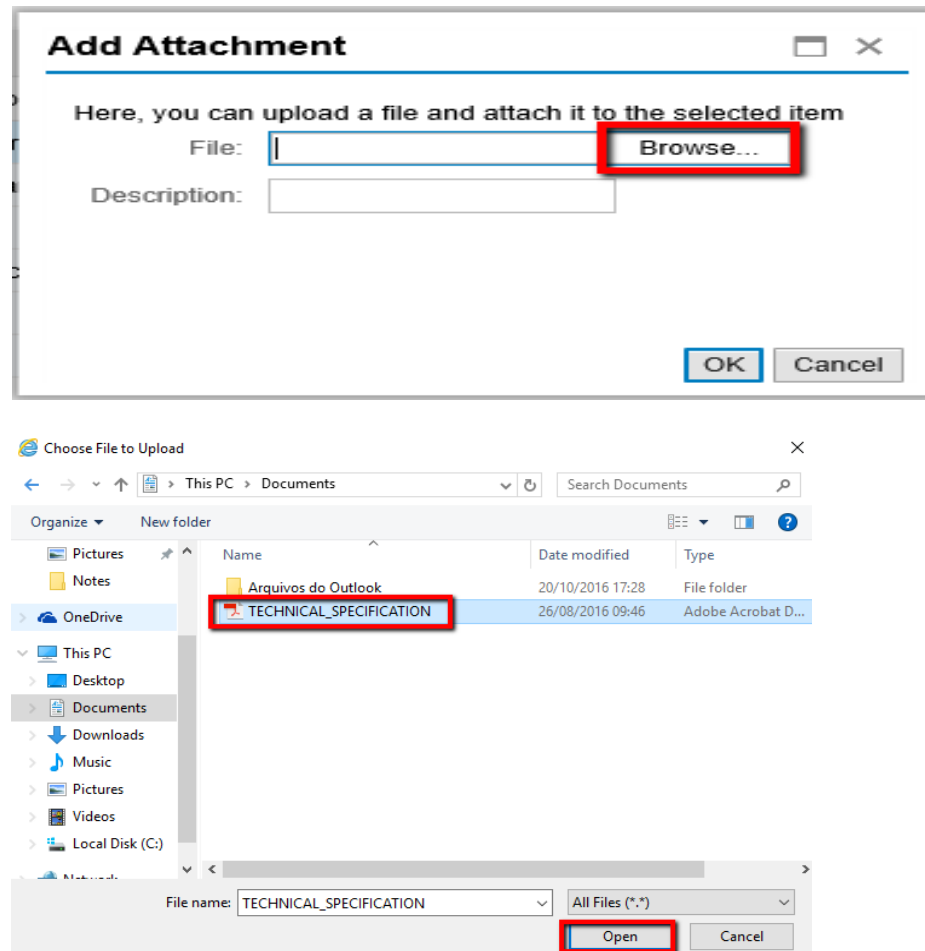 Add Attachment
Here, you can upload a file and attach it to the selected item
File: Browse...
Description:
OK Cancel
Choose File to Upload
This PC > Documents Search Documents
Organize New folder
Name Date modified Type
Pictures
Notes
Arquivos do Outlook 20/10/2016 17:28 File folder
TECHNICAL_SPECIFICATION 26/08/2016 09:46 Adobe Acrobat D...
OneDrive
This PC
Desktop
Documents
Downloads
Music
Pictures
Videos
Local Disk (C:)
File name: TECHNICAL_SPECIFICATION All Files (*.*)
Open Cancel